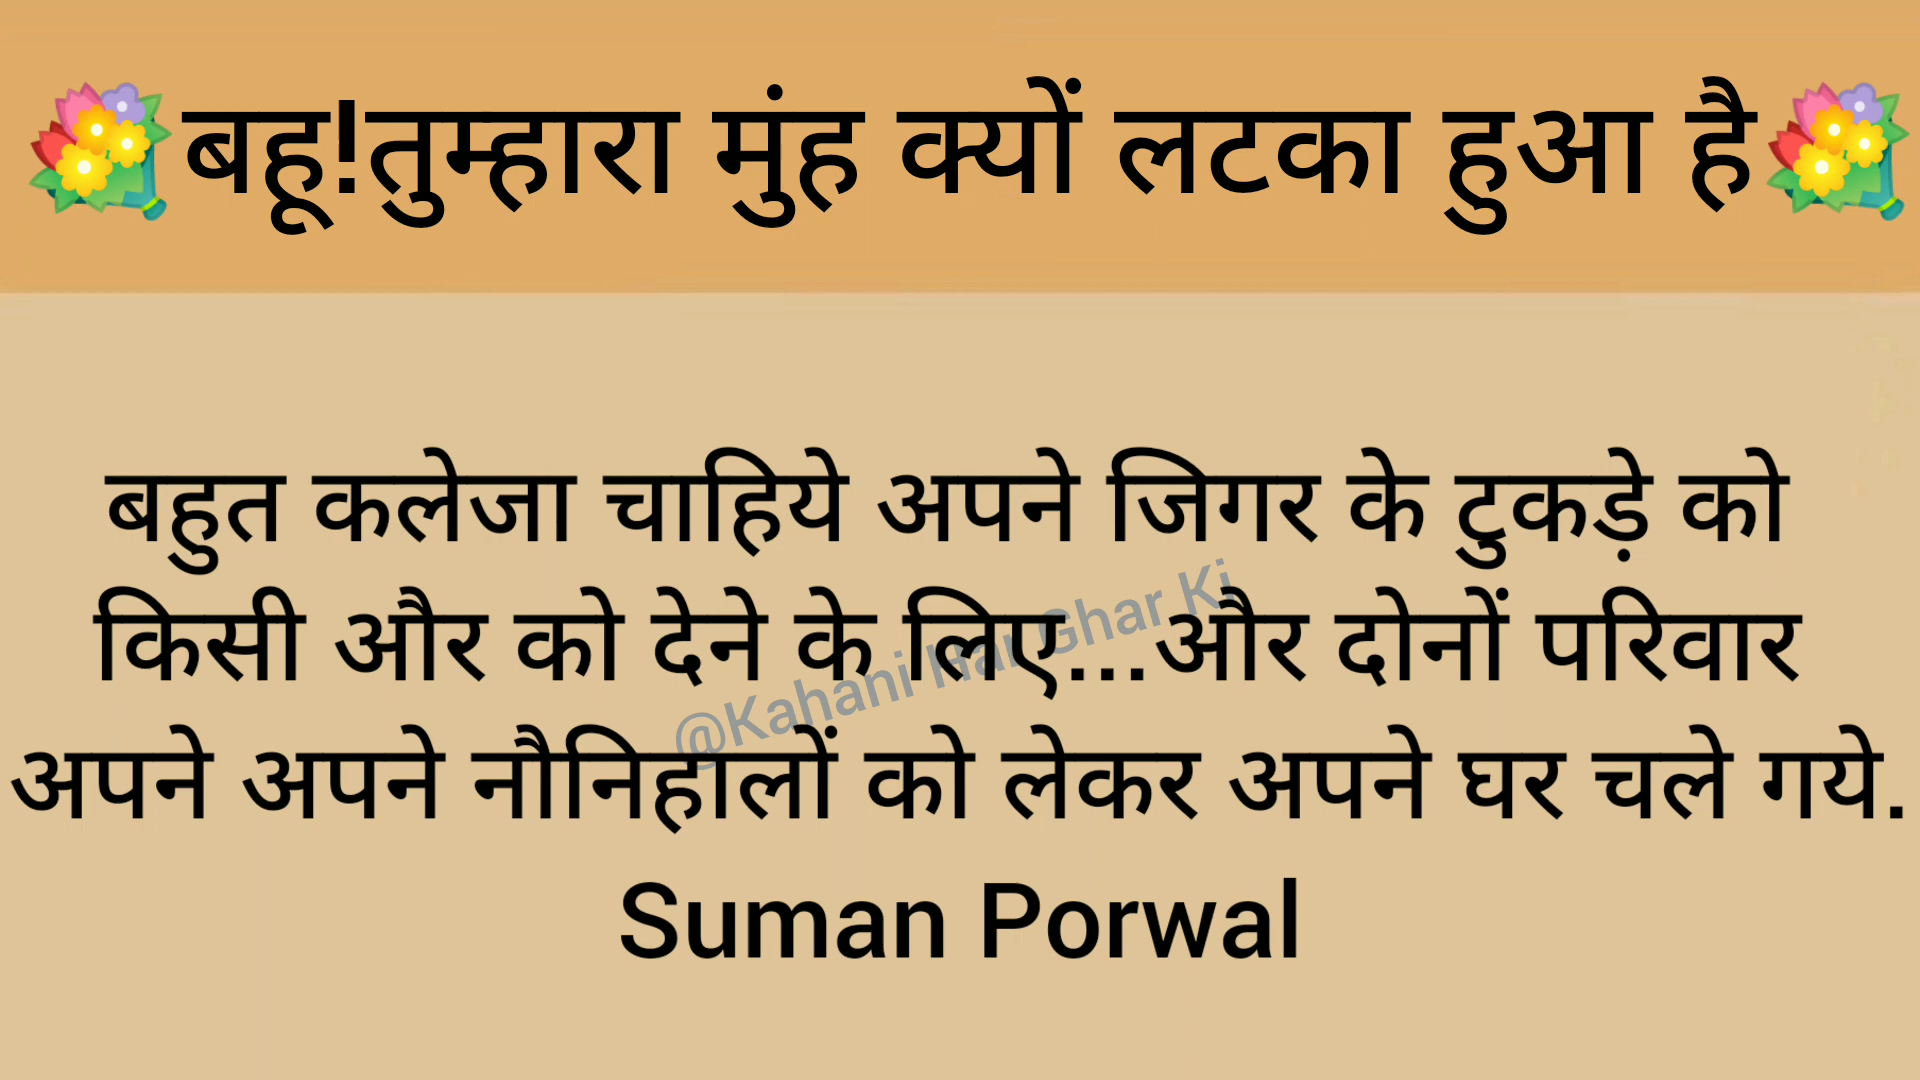 बहू!तुम्हारा मुंह क्यों लटका हुआ है
बहुत कलेजा चाहिये अपने जिगर के टुकड़े को
किसी और को देने के लिए...और दोनों परिवार
अपने अपने नौनिहालों को लेकर अपने घर चले गये.
Suman Porwal
@Kahani Har Ghar Ki